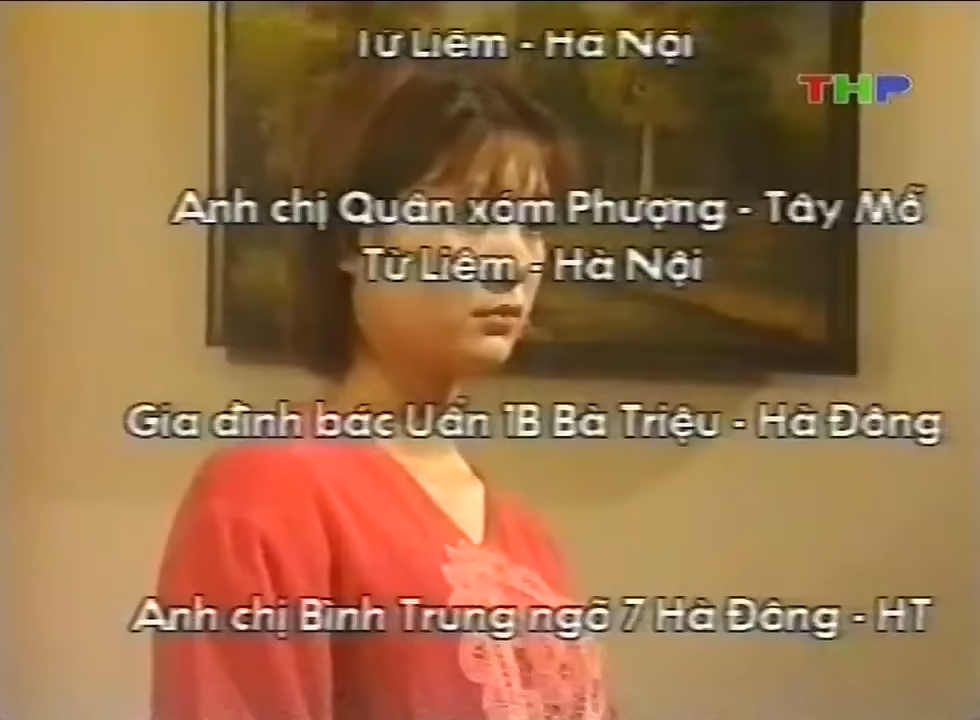 Từ Liêm - Hà Nội
THP
Anh chị Quân xóm Phượng - Tây Mỗ
Từ Liêm - Hà Nội
Gia đình bác Uẩn 1B Bà Triệu - Hà Đông
Anh chị Bình Trung ngõ 7 Hà Đông - HT